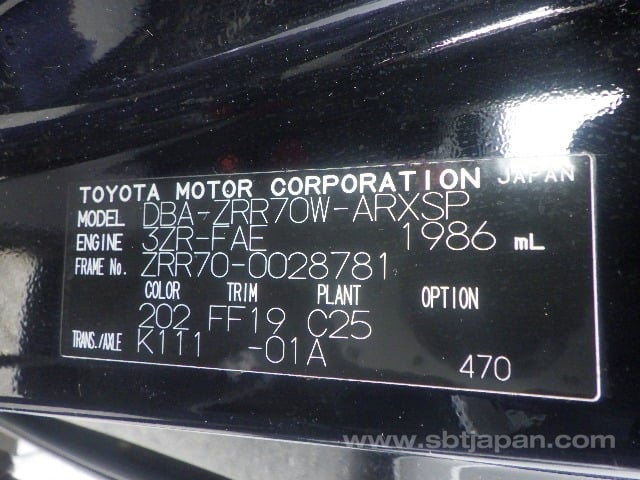 TOYOTA MOTOR CORPORATION JAPAN
MODEL DBA-ZRR70W-ARXSP
ENGINE 3ZR-FAE 1986 mL
FRAME No. ZRR70-0028781
COLOR TRIM PLANT OPTION
202 FF19 C25
TRANS./AXLE K111 -01A
470
www.sbtjapan.com